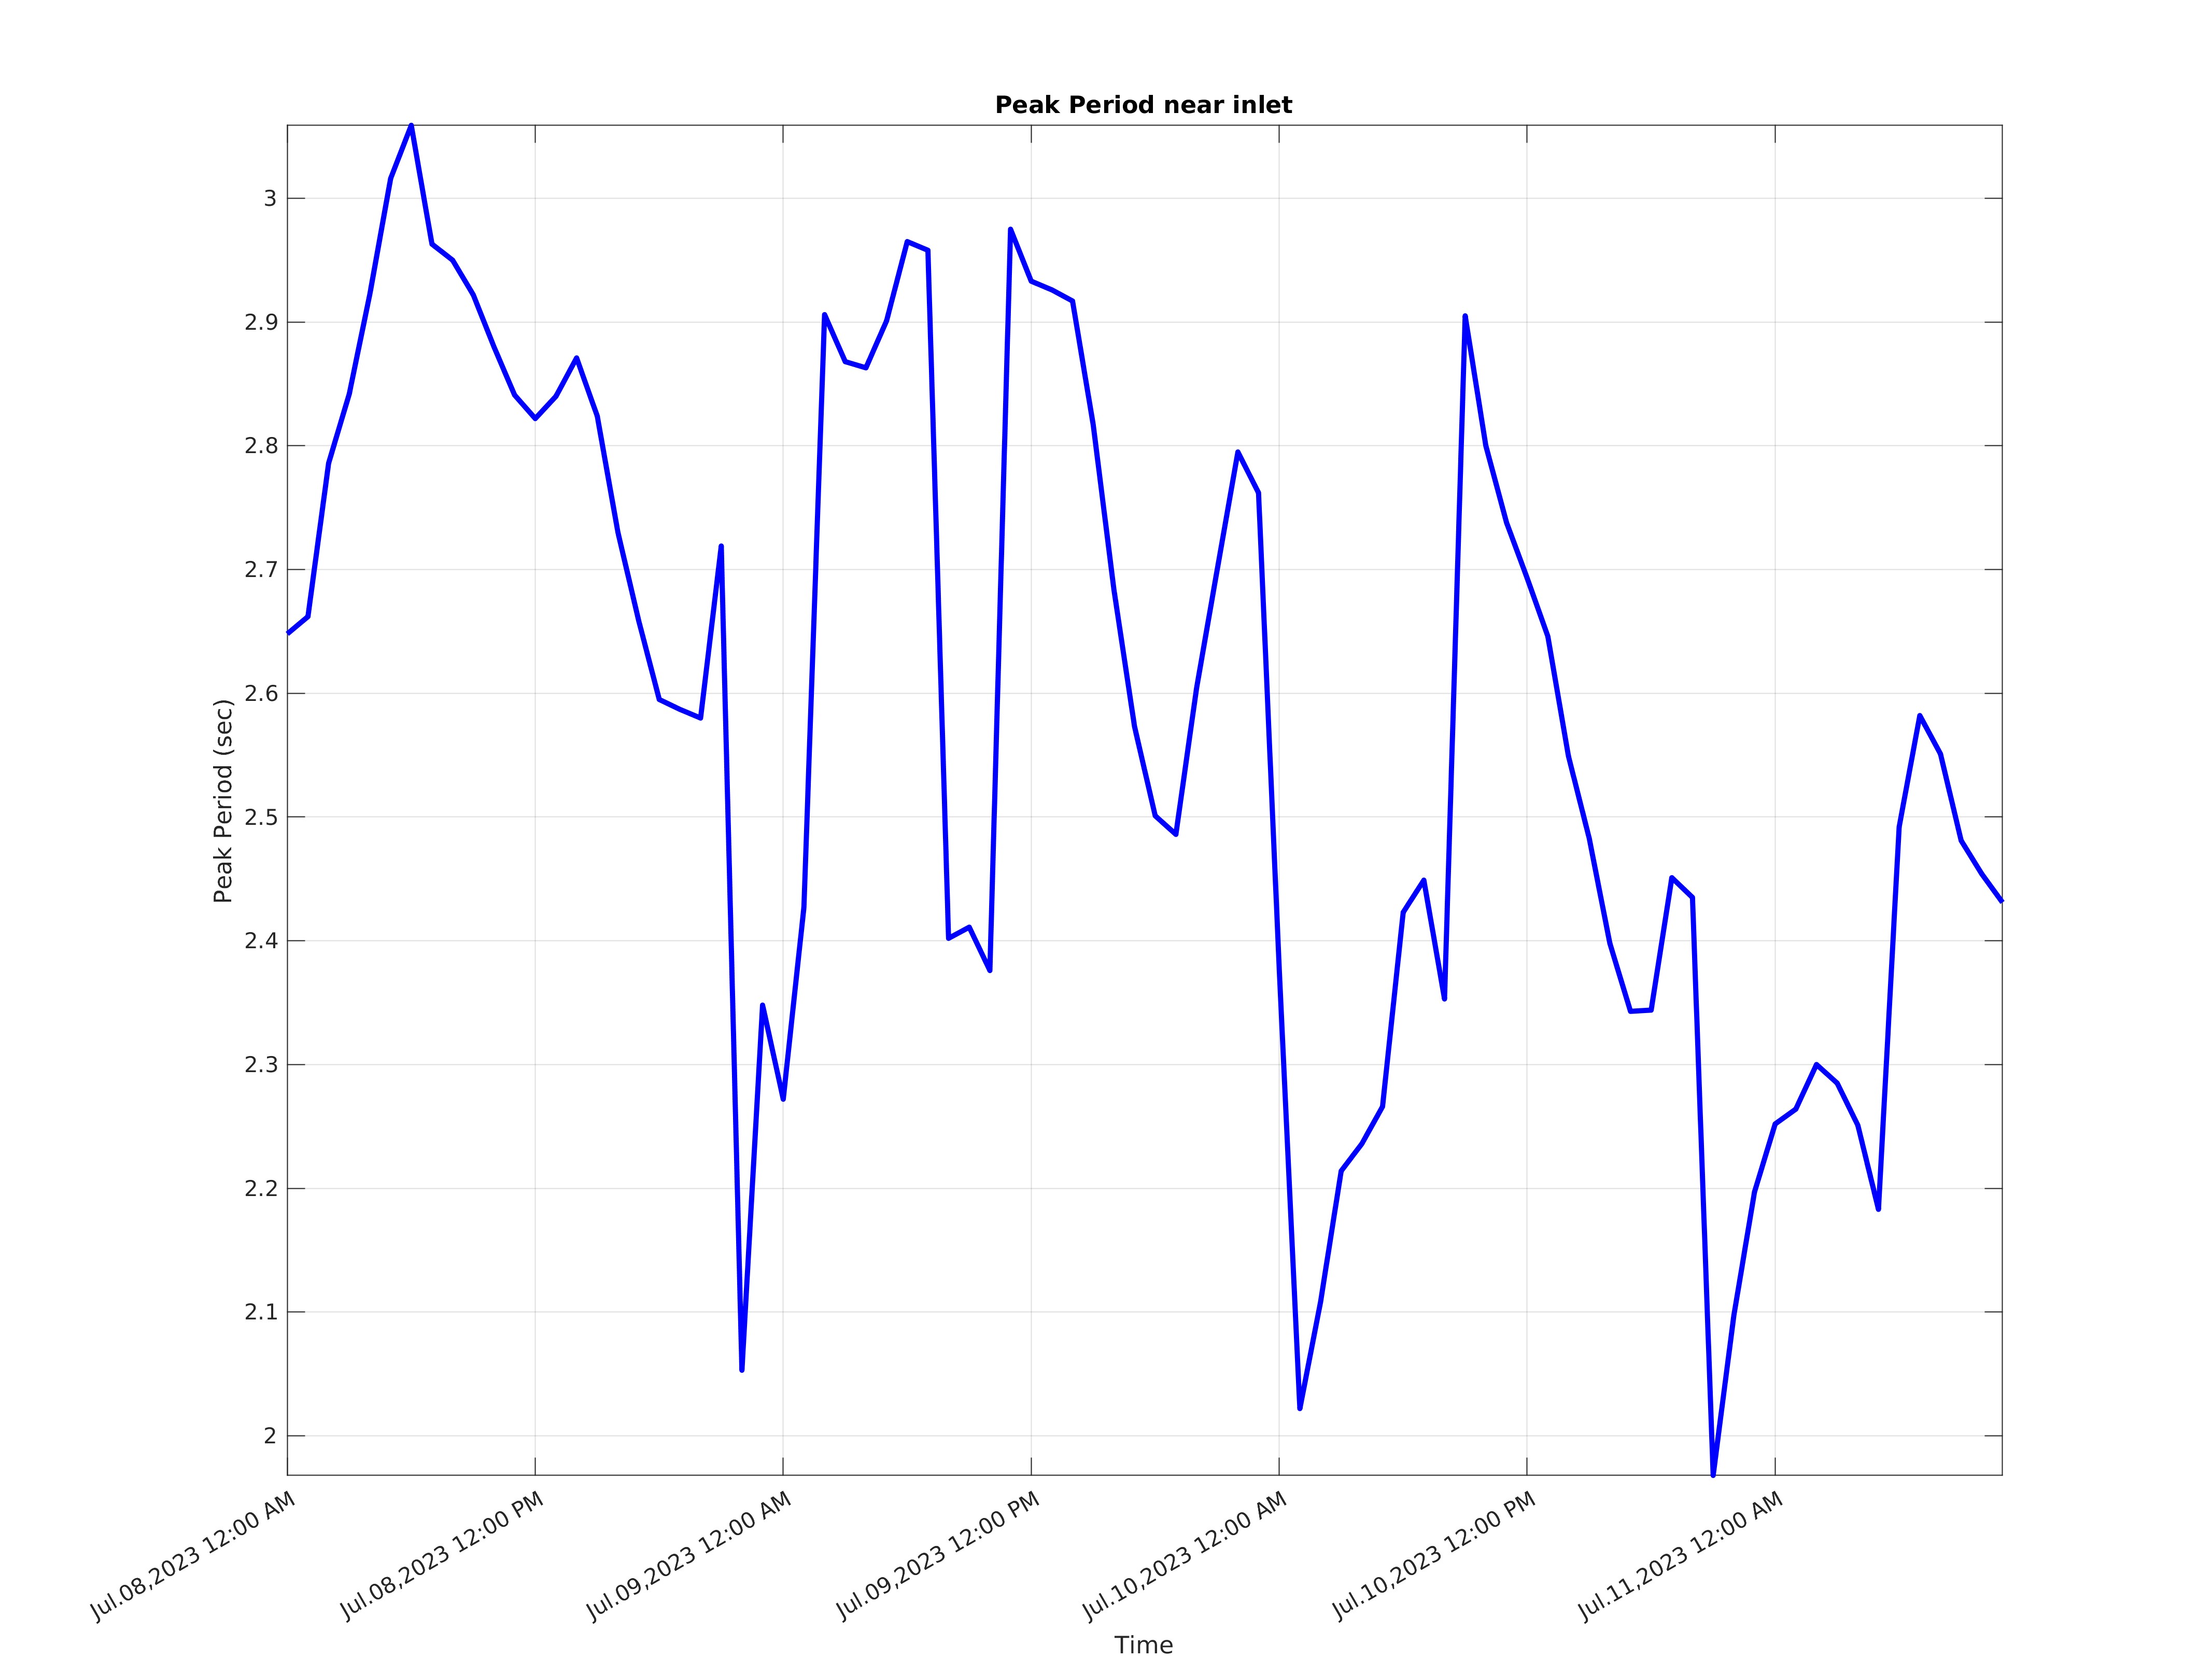 Peak Period near inlet
3
2.9
2.8
2.7
2.6
2.5
2.4
2.3
2.2
2.1
2
Peak Period (sec)
Jul.08,2023 12:00 AM
Jul.08,2023 12:00 PM
Jul.09,2023 12:00 AM
Jul.09,2023 12:00 PM
Jul.10,2023 12:00 AM
Jul.10,2023 12:00 PM
Jul.11,2023 12:00 AM
Time